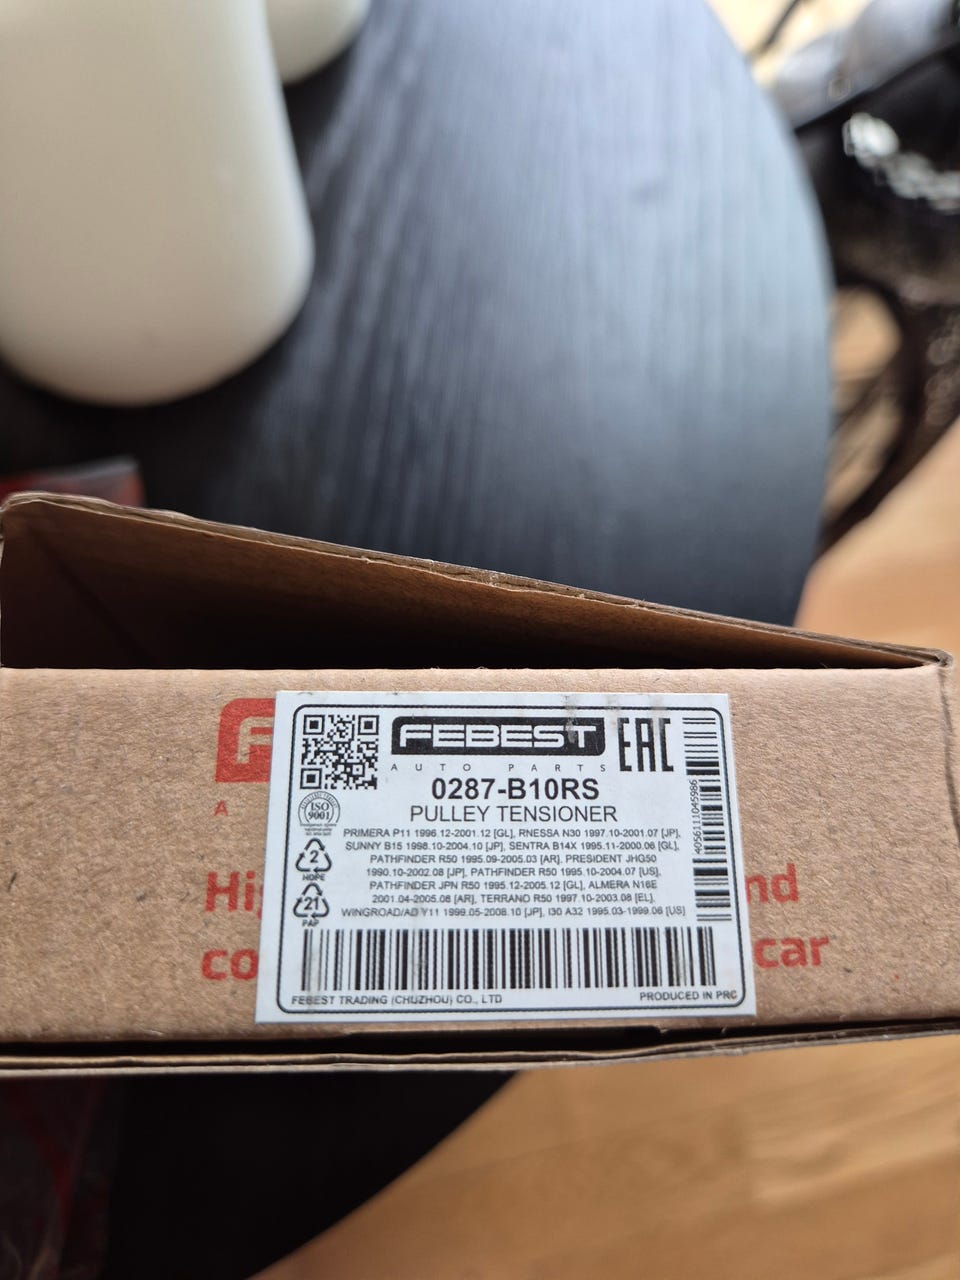 FEBEST
EAC
AUTO PARTS
0287-B10RS
PULLEY TENSIONER
PRIMERA P11 1996.12-2001.12 [GL], RNESSA N30 1997.10-2001.07 [JP],
SUNNY B15 1998.10-2004.10 [JP], SENTRA B14X 1995.11-2000.06 [GL],
PATHFINDER R50 1995.09-2005.03 [AR], PRESIDENT JHG50
1990.10-2002.08 [JP], PATHFINDER R50 1995.10-2004.07 [US],
PATHFINDER JPN R50 1995.12-2005.12 [GL], ALMERA N16E
2001.04-2005.08 [AR], TERRANO R50 1997.10-2003.08 [EL],
WINGROAD/AD Y11 1999.05-2008.10 [JP], I30 A32 1995.03-1999.06 [US]
ISO
9001
2
HDPE
21
PAP
4056111045986
FEBEST TRADING (CHUZHOU) CO., LTD
PRODUCED IN PRC
F
A
Hi nd
co car